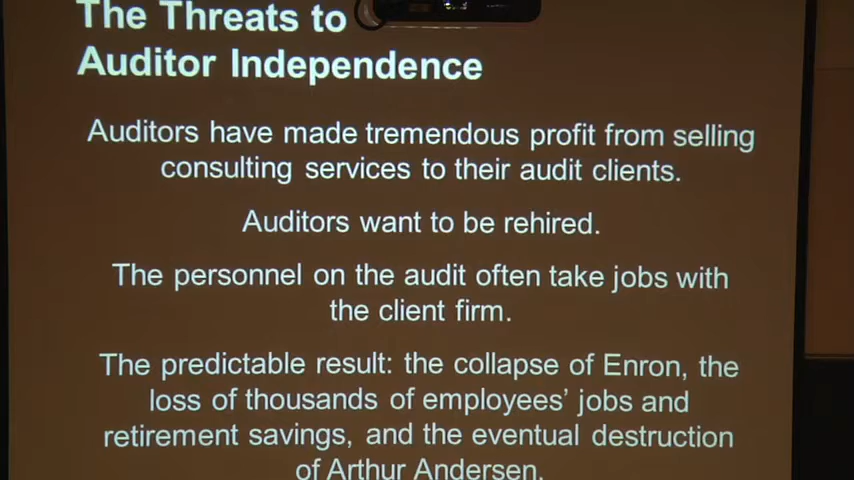 The Threats to
Auditor Independence
Auditors have made tremendous profit from selling
consulting services to their audit clients.
Auditors want to be rehired.
The personnel on the audit often take jobs with
the client firm.
The predictable result: the collapse of Enron, the
loss of thousands of employees’ jobs and
retirement savings, and the eventual destruction
of Arthur Andersen.